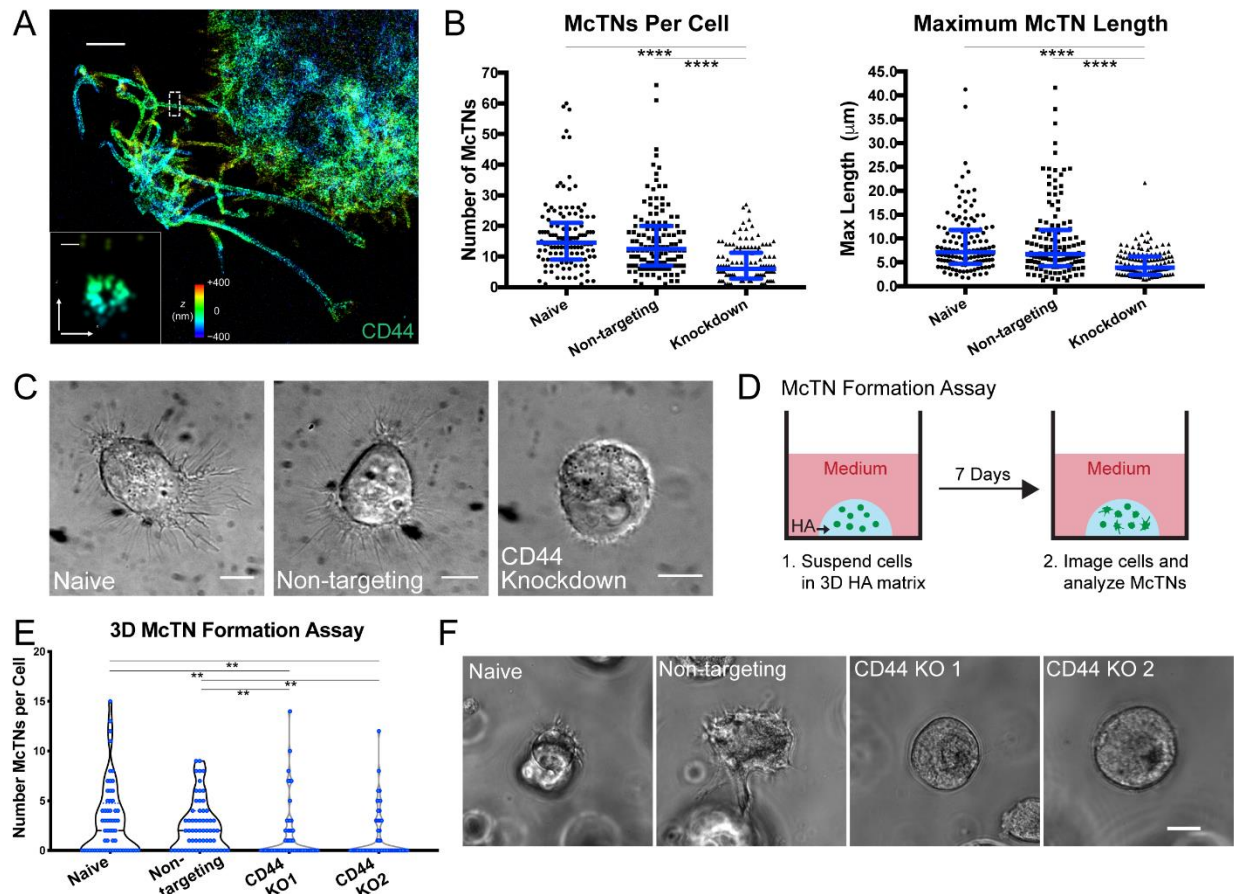 A
z
(nm)
+400
0
−400
CD44
B
McTNs Per Cell
****
****
Number of McTNs
70
60
50
40
30
20
10
0
Naive
Non-targeting
Knockdown
Maximum McTN Length
****
****
Max Length (μm)
45.0
40.0
35.0
30.0
25.0
20.0
15.0
10.0
5.0
0.0
Naive
Non-targeting
Knockdown
C
Naive
Non-targeting
CD44
Knockdown
D
McTN Formation Assay
Medium
HA
7 Days
Medium
1. Suspend cells
in 3D HA matrix
2. Image cells and
analyze McTNs
E
3D McTN Formation Assay
**
**
**
**
Number McTNs per Cell
20
15
10
5
0
Naive
Non-
targeting
CD44
KO1
CD44
KO2
F
Naive
Non-targeting
CD44 KO 1
CD44 KO 2